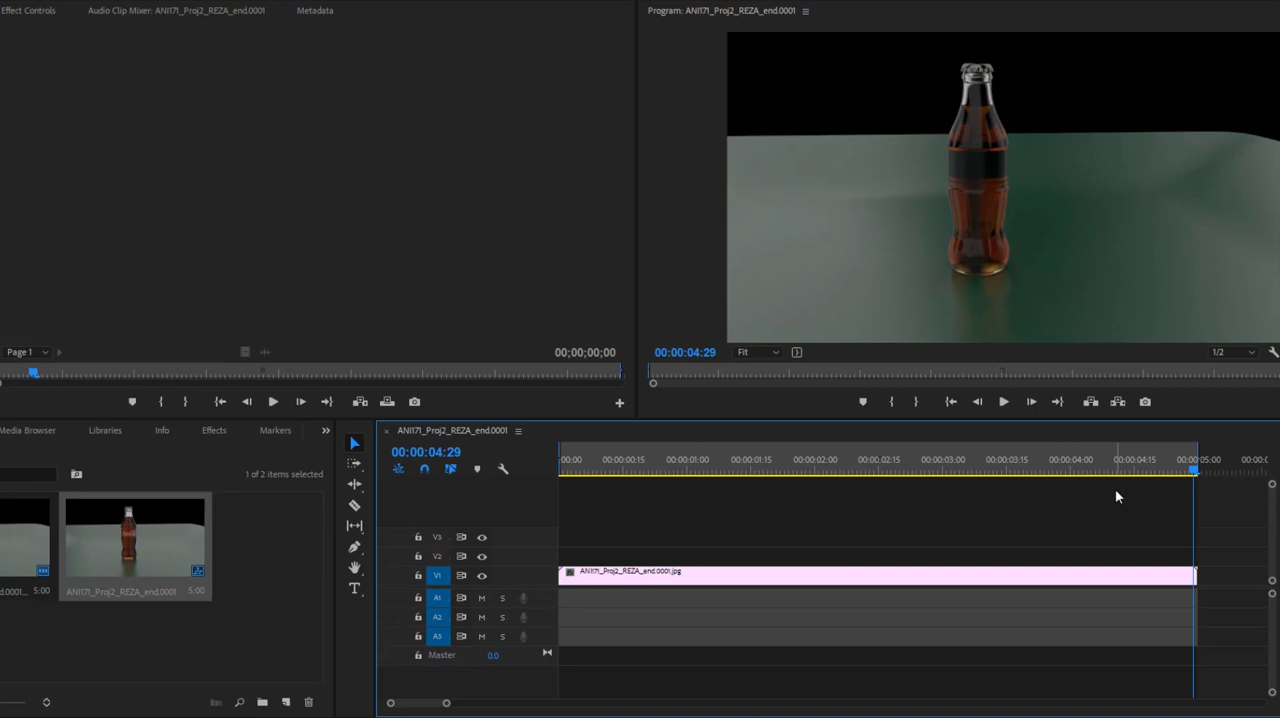 Effect Controls
Audio Clip Mixer: ANI171_Proj2_REZA_end.0001
Metadata
Program: ANI171_Proj2_REZA_end.0001
Page 1
00;00;00;00
00:00:04:29
Fit
1/2
Media Browser
Libraries
Info
Effects
Markers
ANI171_Proj2_REZA_end.0001
00:00:04:29
:00:00
00:00:00:15
00:00:01:00
00:00:01:15
00:00:02:00
00:00:02:15
00:00:03:00
00:00:03:15
00:00:04:00
00:00:04:15
00:00:05:00
1 of 2 items selected
V3
V2
V1
ANI171_Proj2_REZA_end.0001.jpg
d.0001...
5:00
ANI171_Proj2_REZA_end.0001
5:00
A1 M S
A2 M S
A3 M S
Master 0.0